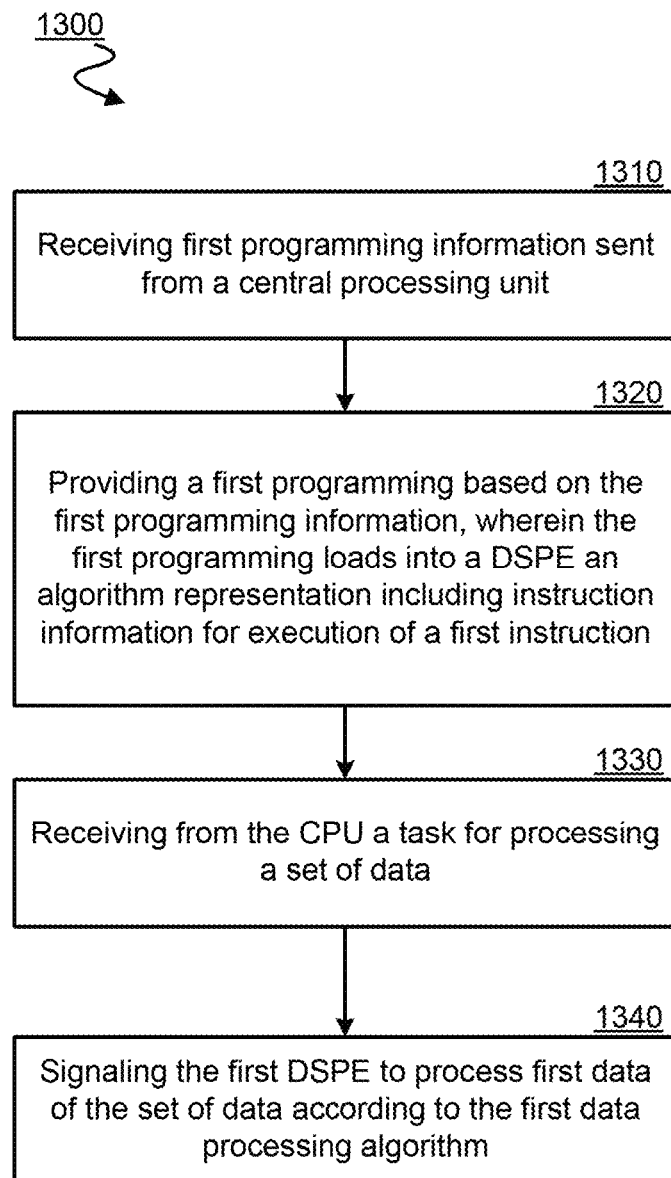 1300
1310
Receiving first programming information sent
from a central processing unit
1320
Providing a first programming based on the
first programming information, wherein the
first programming loads into a DSPE an
algorithm representation including instruction
information for execution of a first instruction
1330
Receiving from the CPU a task for processing
a set of data
1340
Signaling the first DSPE to process first data
of the set of data according to the first data
processing algorithm